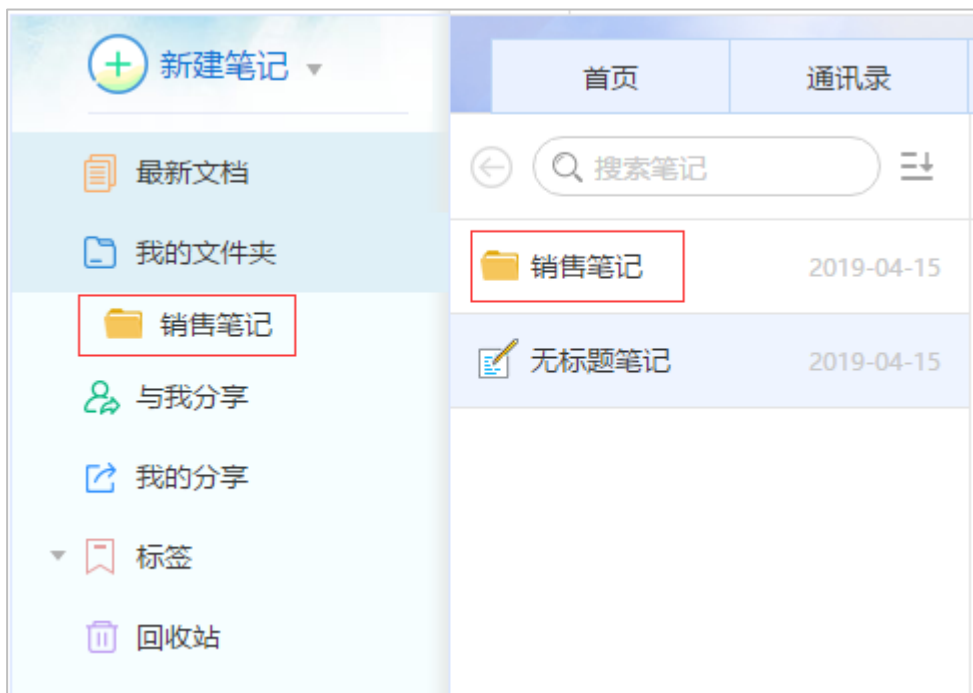 新建笔记
最新文档
我的文件夹
销售笔记
与我分享
我的分享
标签
回收站
首页 通讯录
搜索笔记
销售笔记 2019-04-15
无标题笔记 2019-04-15